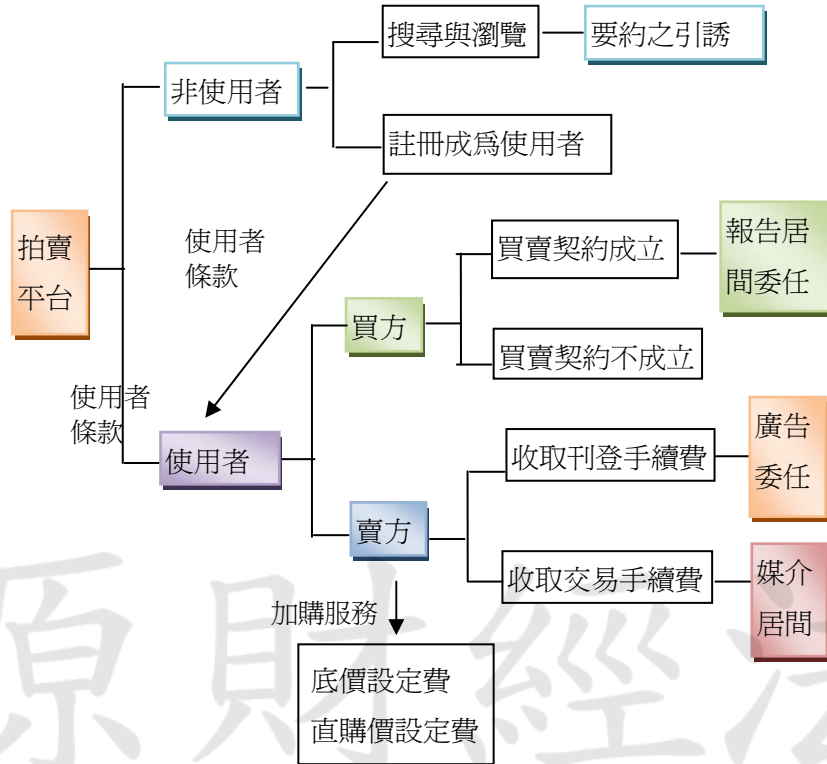 搜尋與瀏覽
要約之引誘
非使用者
註冊成爲使用者
拍賣
平台
使用者
條款
買賣契約成立
報告居
間委任
買方
買賣契約不成立
使用者
條款
使用者
收取刊登手續費
廣告
委任
賣方
收取交易手續費
媒介
居間
加購服務
底價設定費
直購價設定費
原財經法